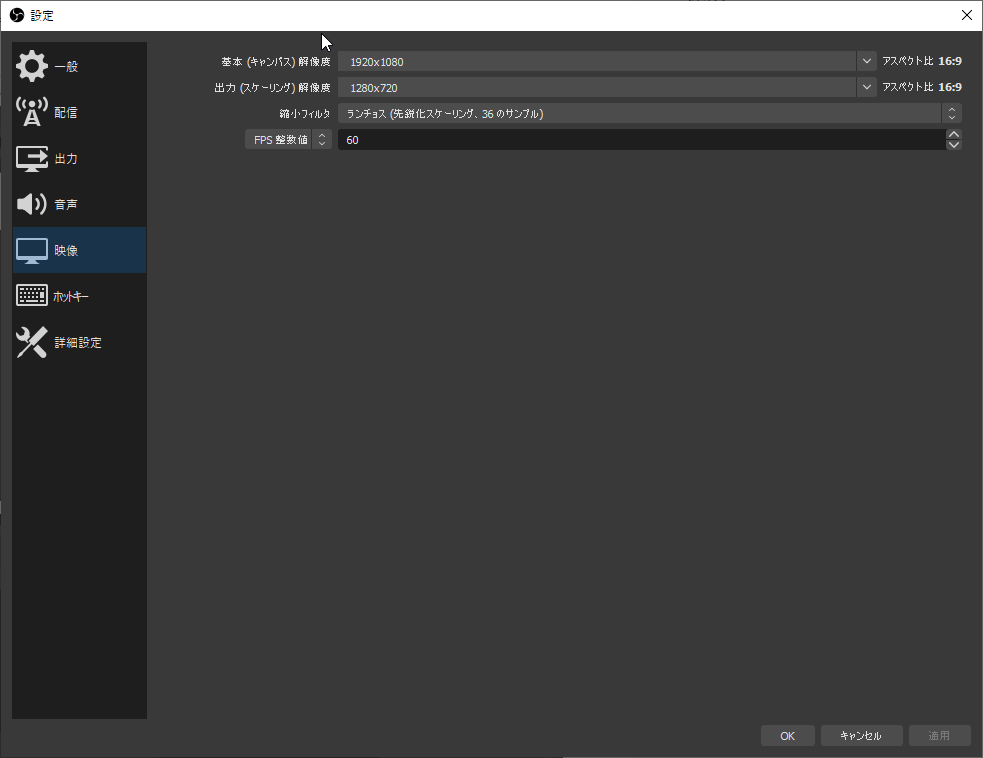 設定
一般
配信
出力
音声
映像
ホットキー
詳細設定
基本 (キャンバス) 解像度 1920x1080 アスペクト比 16:9
出力 (スケーリング) 解像度 1280x720 アスペクト比 16:9
縮小フィルタ ランチョス (先鋭化スケーリング、36 のサンプル)
FPS 整数値 60
OK キャンセル 適用